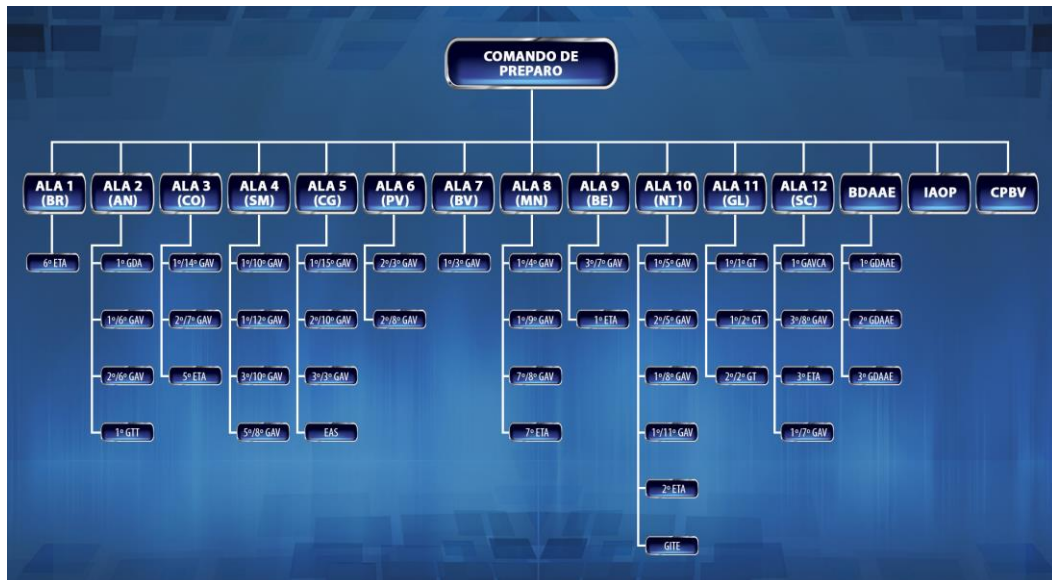 COMANDO DE
PREPARO
ALA 1
(BR)
ALA 2
(AN)
ALA 3
(CO)
ALA 4
(SM)
ALA 5
(CG)
ALA 6
(PV)
ALA 7
(BV)
ALA 8
(MN)
ALA 9
(BE)
ALA 10
(NT)
ALA 11
(GL)
ALA 12
(SC)
BDAAE
IAOP
CPBV
6º ETA
1º GDA
1º/14º GAV
1º/10º GAV
1º/15º GAV
2º/3º GAV
1º/3º GAV
1º/4º GAV
3º/7º GAV
1º/5º GAV
1º/1º GT
1º GAVCA
1º GDAAE
1º/6º GAV
2º/7º GAV
1º/12º GAV
2º/10º GAV
2º/8º GAV
1º/9º GAV
1º ETA
2º/5º GAV
1º/2º GT
3º/8º GAV
2º GDAAE
2º/6º GAV
5º ETA
3º/10º GAV
3º/3º GAV
7º/8º GAV
1º/8º GAV
2º/2º GT
3º ETA
3º GDAAE
1º GTT
5º/8º GAV
EAS
7º ETA
1º/11º GAV
1º/7º GAV
2º ETA
GITE